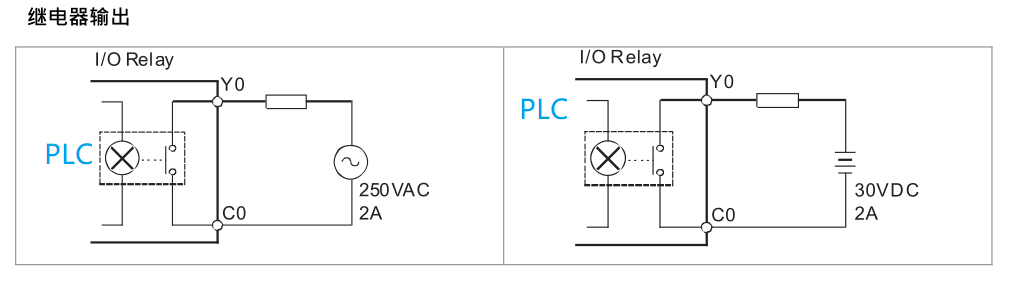 继电器输出
I/O Relay
Y0
PLC
250VAC
2A
C0
I/O Relay
Y0
PLC
30VDC
2A
C0